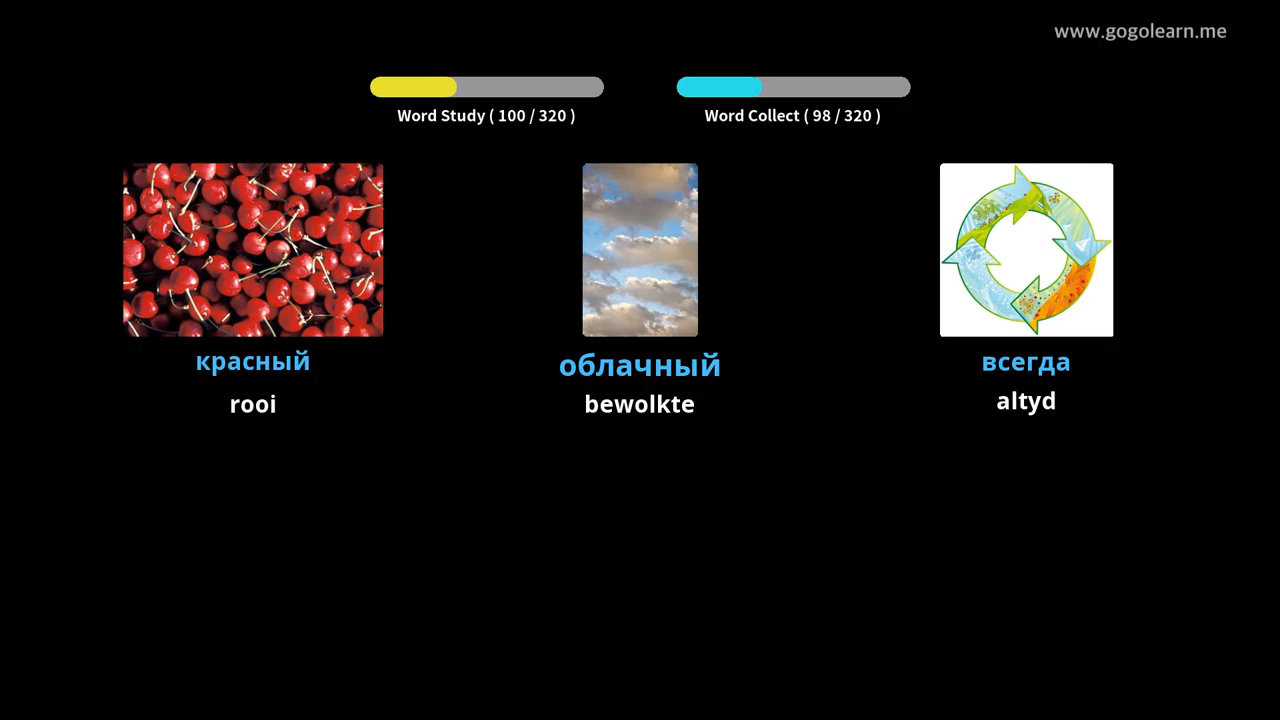 www.gogolearn.me
Word Study ( 100 / 320 )
Word Collect ( 98 / 320 )
красный
облачный
всегда
rooi
bewolkte
altyd